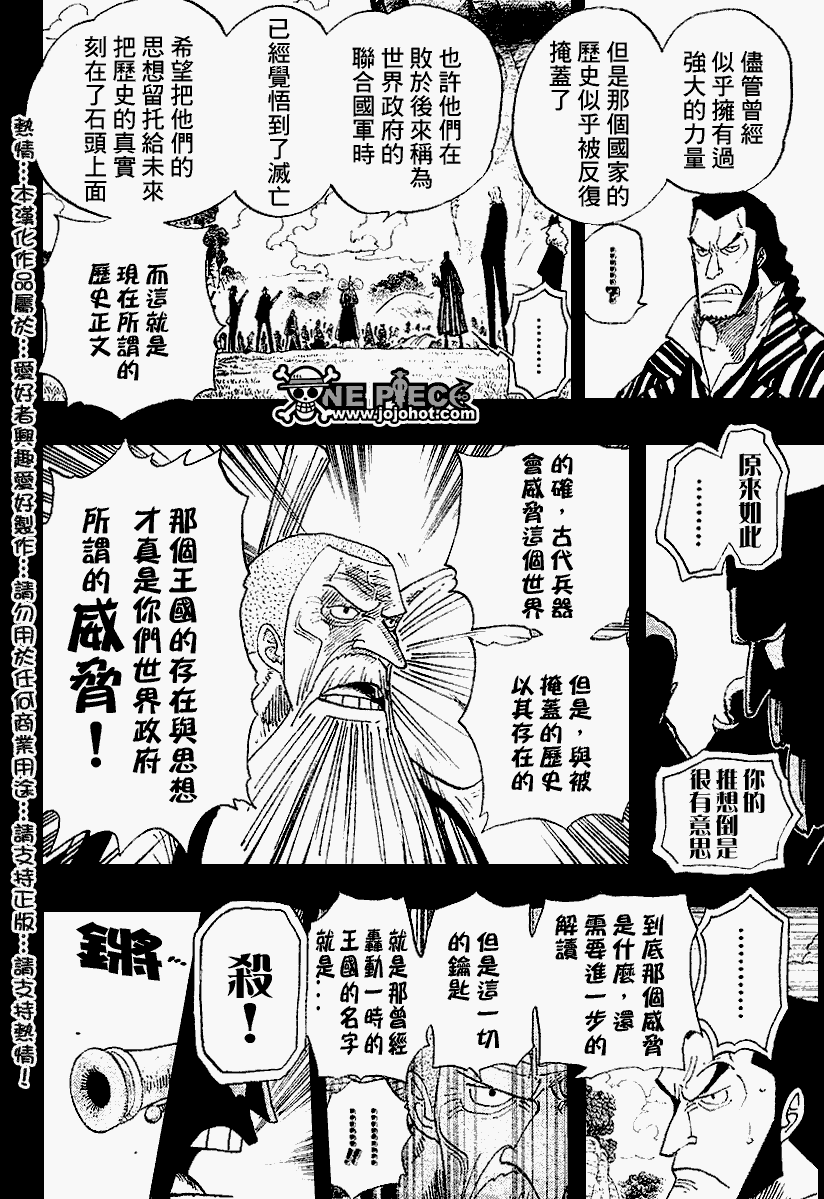 儘管曾經
似乎擁有過
強大的力量
但是那個國家的
歷史似乎被反復
掩蓋了
也許他們在
敗於後來稱為
世界政府的
聯合國軍時
已經覺悟到了滅亡
希望把他們的
思想留托給未來
把歷史的真實
刻在了石頭上面
………
………
而這就是
現在所謂的
歷史正文
ONE PIECE
www.jojohot.com
原來如此
………
你的
推想倒是
很有意思
的確，古代兵器
會威脅這個世界
但是，與被
掩蓋的歷史
以其存在的
那個王國的存在與思想
才真是你們世界政府
所謂的威脅！
………
到底那個威脅
是什麼，還
需要進一步的
解讀
但是這一切
的鑰匙
就是那曾經
轟動一時的
王國的名字
就是…
………!!
殺！
鏘…
熱情…本漢化作品屬於…愛好者興趣愛好製作…請勿用於任何商業用途…請支持正版…請支持熱情！